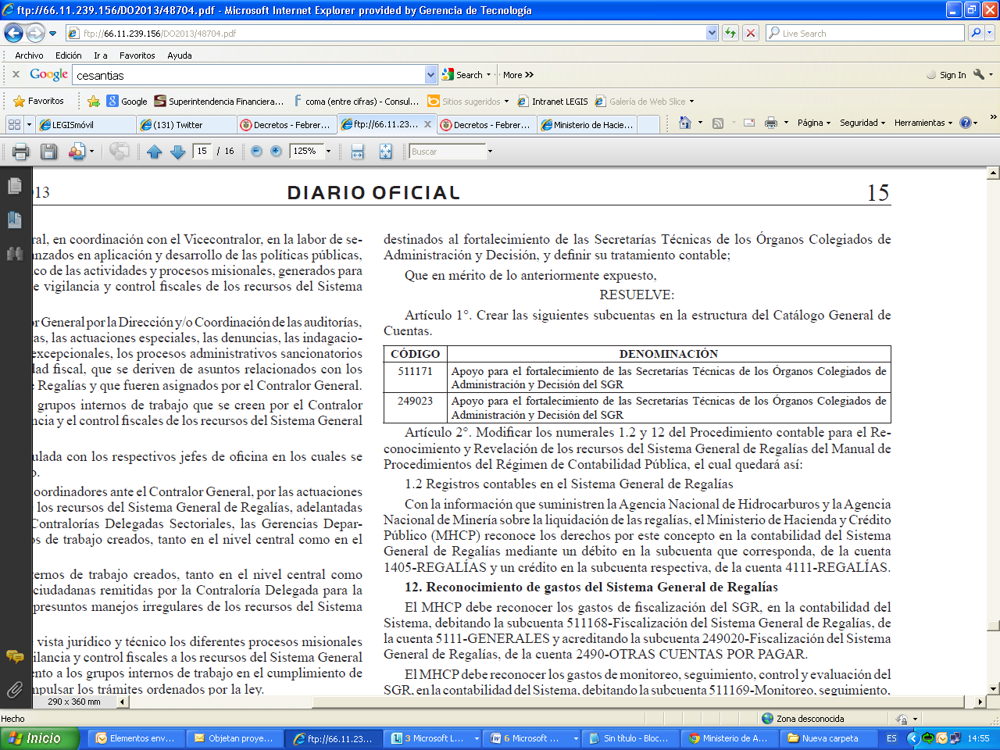 ftp://66.11.239.156/DO2013/48704.pdf - Microsoft Internet Explorer provided by Gerencia de Tecnología
ftp://66.11.239.156/DO2013/48704.pdf
Live Search
Archivo Edición Ir a Favoritos Ayuda
x Google cesantias Search More >> Sign In
Favoritos Google Superintendencia Financiera... coma (entre cifras) - Consul... Sitios sugeridos Intranet LEGIS Galería de Web Slice
LEGISmóvil (131) Twitter Decretos - Febrer... ftp://66.11.23... Decretos - Febrer... Ministerio de Hacie... Página Seguridad Herramientas
15 / 16 125% Buscar
013 DIARIO OFICIAL 15
ral, en coordinación con el Vicecontralor, en la labor de se-
anzados en aplicación y desarrollo de las políticas públicas,
ico de las actividades y procesos misionales, generados para
e vigilancia y control fiscales de los recursos del Sistema
or General por la Dirección y/o Coordinación de las auditorías,
as, las actuaciones especiales, las denuncias, las indagacio-
excepcionales, los procesos administrativos sancionatorios
dad fiscal, que se deriven de asuntos relacionados con los
e Regalías y que fueren asignados por el Contralor General.
grupos internos de trabajo que se creen por el Contralor
ncia y el control fiscales de los recursos del Sistema General
ulada con los respectivos jefes de oficina en los cuales se
o.
coordinadores ante el Contralor General, por las actuaciones
e los recursos del Sistema General de Regalías, adelantadas
Contralorías Delegadas Sectoriales, las Gerencias Depar-
os de trabajo creados, tanto en el nivel central como en el
ternos de trabajo creados, tanto en el nivel central como
ciudadanas remitidas por la Contraloría Delegada para la
presuntos manejos irregulares de los recursos del Sistema
e vista jurídico y técnico los diferentes procesos misionales
ilancia y control fiscales a los recursos del Sistema General
ento a los grupos internos de trabajo en el cumplimiento de
mpulsar los trámites ordenados por la ley.
destinados al fortalecimiento de las Secretarías Técnicas de los Órganos Colegiados de
Administración y Decisión, y definir su tratamiento contable;
Que en mérito de lo anteriormente expuesto,
RESUELVE:
Artículo 1°. Crear las siguientes subcuentas en la estructura del Catálogo General de
Cuentas.
CÓDIGO DENOMINACIÓN
511171 Apoyo para el fortalecimiento de las Secretarías Técnicas de los Órganos Colegiados de
Administración y Decisión del SGR
249023 Apoyo para el fortalecimiento de las Secretarías Técnicas de los Órganos Colegiados de
Administración y Decisión del SGR
Artículo 2°. Modificar los numerales 1.2 y 12 del Procedimiento contable para el Re-
conocimiento y Revelación de los recursos del Sistema General de Regalías del Manual de
Procedimientos del Régimen de Contabilidad Pública, el cual quedará así:
1.2 Registros contables en el Sistema General de Regalías
Con la información que suministren la Agencia Nacional de Hidrocarburos y la Agencia
Nacional de Minería sobre la liquidación de las regalías, el Ministerio de Hacienda y Crédito
Público (MHCP) reconoce los derechos por este concepto en la contabilidad del Sistema
General de Regalías mediante un débito en la subcuenta que corresponda, de la cuenta
1405-REGALÍAS y un crédito en la subcuenta respectiva, de la cuenta 4111-REGALÍAS.
12. Reconocimiento de gastos del Sistema General de Regalías
El MHCP debe reconocer los gastos de fiscalización del SGR, en la contabilidad del
Sistema, debitando la subcuenta 511168-Fiscalización del Sistema General de Regalías, de
la cuenta 5111-GENERALES y acreditando la subcuenta 249020-Fiscalización del Sistema
General de Regalías, de la cuenta 2490-OTRAS CUENTAS POR PAGAR.
El MHCP debe reconocer los gastos de monitoreo, seguimiento, control y evaluación del
SGR, en la contabilidad del Sistema, debitando la subcuenta 511169-Monitoreo, seguimiento,
290 x 360 mm
Hecho Zona desconocida
Inicio Elementos env... Objetan proye... ftp://66.11.23... 3 Microsoft L... 6 Microsoft ... Sin título - Bloc... Ministerio de A... Nueva carpeta ES 14:55